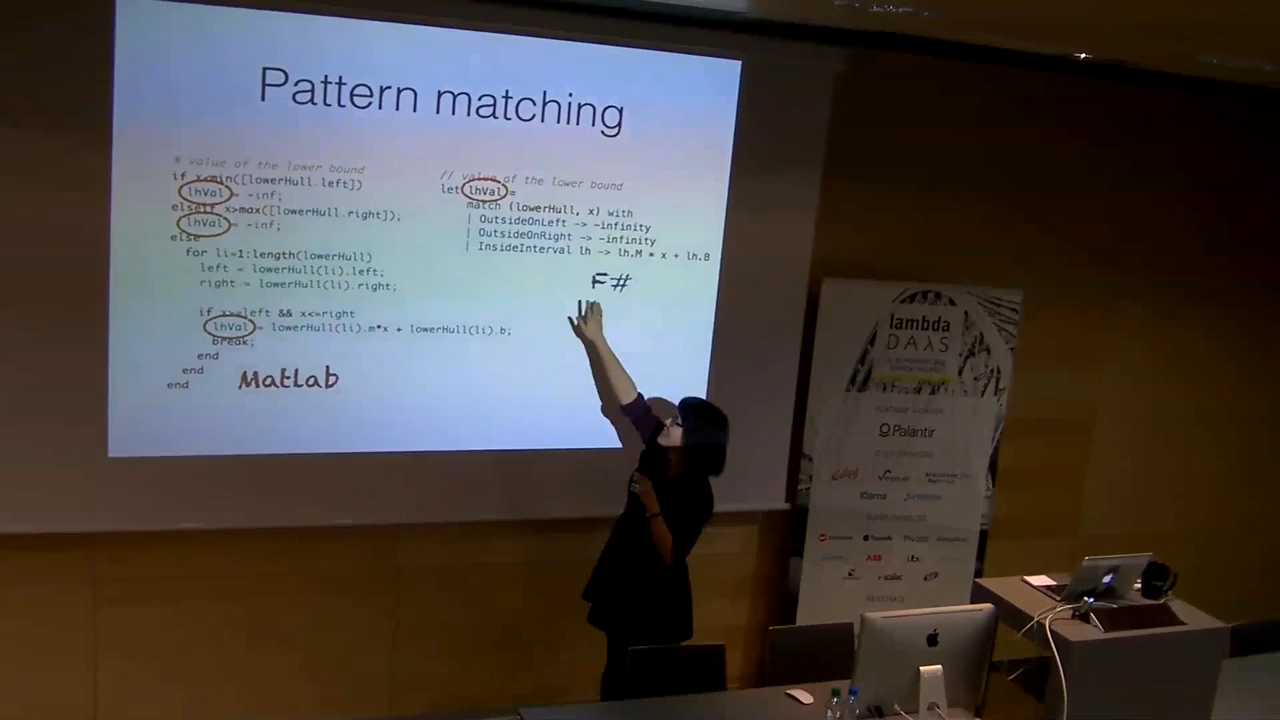 Pattern matching
% value of the lower bound
if x<min([lowerHull.left])
lhVal = -inf;
elseif x>max([lowerHull.right]);
lhVal = -inf;
else
for li=1:length(lowerHull)
left = lowerHull(li).left;
right = lowerHull(li).right;
if x>=left && x<=right
lhVal = lowerHull(li).m*x + lowerHull(li).b;
break;
end
end
end
Matlab
// value of the lower bound
let lhVal =
match (lowerHull, x) with
| OutsideOnLeft -> -infinity
| OutsideOnRight -> -infinity
| InsideInterval lh -> lh.M * x + lh.B
F#
lambda
DAYS
Palantir
Klarna
ABB
scalac